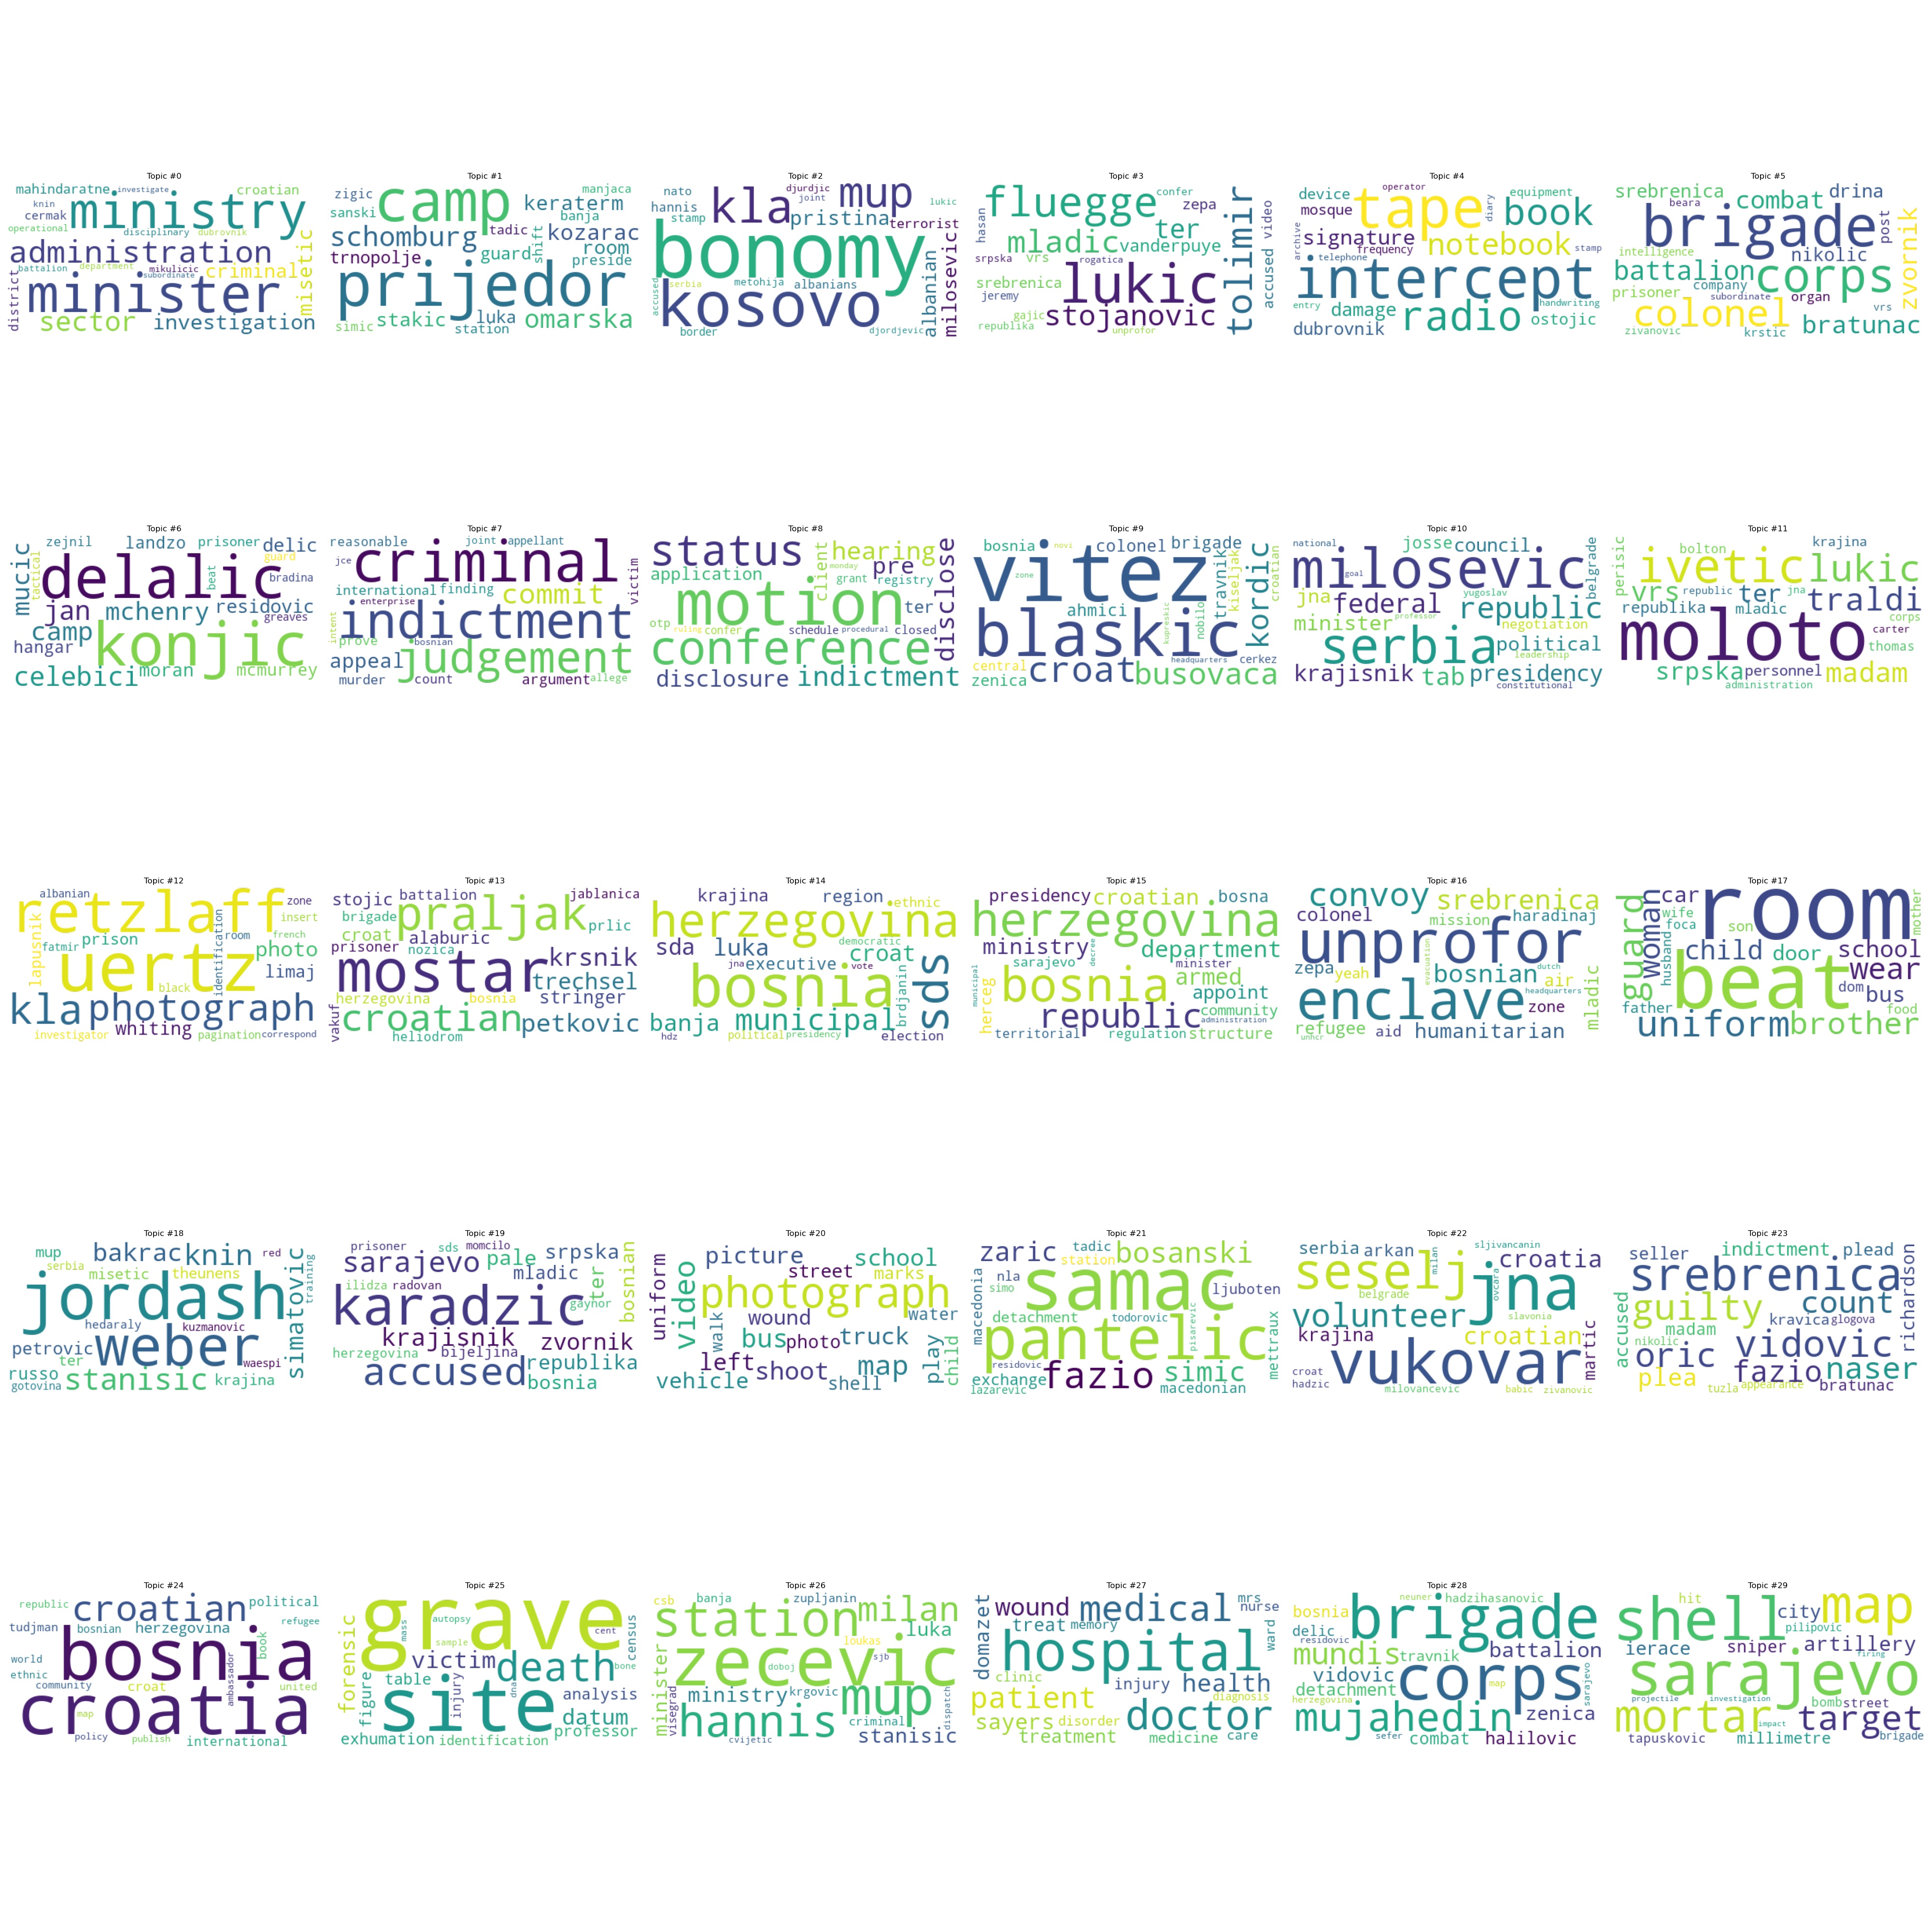 Topic #0
mahindaratne investigate croatian
knin ministry
cermak
operational disciplinary dubrovnik
administration
battalion department mikulicic criminal
subordinate
minister
district sector investigation misetic
Topic #1
zigic camp manjaca
sanski keraterm
tadic banja
schomburg guard shift kozarac
trnopolje room
preside
prijedor
stakic luka omarska
simic station
Topic #2
nato djurdjic mup
hannis kla joint lukic
stamp pristina terrorist
bonomy
metohija albanians
accused serbia kosovo
border djordjevic albanian milosevic
Topic #3
fluegge confer
hasan zepa
ter
mladic vanderpuye
srpska vrs rogatica
srebrenica lukic
jeremy
gajic stojanovic
republika unprofor
tolimir accused video
Topic #4
device operator equipment
mosque tape diary book
signature notebook
archive frequency stamp
telephone
intercept
entry damage handwriting
dubrovnik radio ostojic
Topic #5
srebrenica combat drina
beara
brigade post
intelligence nikolic
battalion corps
prisoner company
subordinate organ
colonel vrs
zivanovic krstic bratunac
zvornik
Topic #6
zejnil landzo prisoner delic
mucic tactical guard
delalic beat bradina
jan mchenry residovic
greaves
camp konjic
hangar
celebici moran mcmurrey
Topic #7
reasonable joint appellant
jce criminal
international finding commit victim
enterprise
intent indictment
prove bosnian
appeal judgement
murder count argument allege
Topic #8
status hearing
client monday pre
application grant registry
motion ter
otp
ruling confer schedule procedural closed
conference
disclosure indictment
disclose
Topic #9
bosnia novi colonel brigade
zone vitez
travnik kiseljak croatian
ahmici kupreskic nobilo kordic
blaskic
central headquarters cerkez
zenica croat busovaca
Topic #10
national josse council
milosevic
goal belgrade
jna federal yugoslav republic
minister professor negotiation
serbia political
leadership
krajisnik tab presidency
constitutional
Topic #11
perisic bolton krajina
ivetic lukic
vrs republic ter jna traldi
republika mladic corps
moloto carter
thomas
srpska personnel madam
administration
Topic #12
albanian zone
retzlaff insert
french
lapusnik prison room
fatmir photo
uertz limaj
black identification
kla photograph
whiting
investigator pagination correspond
Topic #13
stojic battalion jablanica
praljak
brigade prlic
croat alaburic
prisoner nozica krsnik
mostar trechsel
herzegovina bosnia stringer
vakuf croatian petkovic
heliodrom
Topic #14
krajina region ethnic
herzegovina
sda luka democratic croat
jna executive vote
bosnia brdjanin sds
banja municipal
hdz political presidency election
Topic #15
presidency croatian bosna
herzegovina
ministry decree department
sarajevo minister
municipal bosnia armed
appoint
herceg republic community
administration
territorial regulation structure
Topic #16
convoy srebrenica
colonel mission haradinaj
unprofor
evacuation dutch
zepa yeah bosnian air
headquarters
enclave zone
refugee aid humanitarian
unhcr mladic
Topic #17
guard woman car room mother
wife son
foca
husband child door school
wear
beat
dom bus
father food
uniform brother
Topic #18
mup bakrac knin red
serbia misetic theunens
jordash training
hedaraly kuzmanovic
petrovic weber
ter waespi
russo stanisic krajina
gotovina simatovic
Topic #19
prisoner sds momcilo
sarajevo pale srpska
mladic
ilidza radovan ter bosnian
karadzic gaynor
krajisnik zvornik
herzegovina bijeljina republika
accused bosnia
Topic #20
uniform video picture school
street marks
photograph
walk wound water
bus photo truck
left shoot map play child
vehicle shell
Topic #21
zaric tadic bosanski
station
macedonia nla samac ljuboten
simo
detachment todorovic
pisarevic
pantelic mettraux
residovic simic
exchange fazio
lazarevic macedonian
Topic #22
serbia arkan sljivancanin
milan croatia
seselj jna
belgrade ovcara
volunteer slavonia
krajina croatian martic
vukovar
croat
hadzic milovancevic babic zivanovic
Topic #23
seller indictment plead
srebrenica
guilty count richardson
kravica glogova
accused madam
nikolic vidovic
oric fazio naser
plea tuzla appearance bratunac
Topic #24
republic croatian political
refugee
tudjman bosnian herzegovina book
world bosnia ambassador
ethnic
community croat united
map
croatia
policy publish international
Topic #25
grave
autopsy cent census
forensic mass sample
victim death bone
table
figure site injury dna analysis
datum
professor
exhumation identification
Topic #26
csb banja zupljanin
station milan
loukas luka
zecevic
doboj sjb
minister visegrad ministry krgovic mup
hannis criminal dispatch
cvijetic stanisic
Topic #27
domazet wound medical mrs nurse
treat memory ward
hospital
clinic injury health
patient diagnosis
sayers disorder doctor
treatment medicine care
Topic #28
neuner hadzihasanovic
bosnia brigade
delic
residovic battalion
mundis travnik
vidovic corps
detachment map sarajevo
herzegovina zenica
mujahedin
sefer combat halilovic
Topic #29
hit city map
shell pilipovic
ierace sniper artillery
firing
sarajevo
projectile investigation bomb street
mortar impact target
tapuskovic millimetre brigade